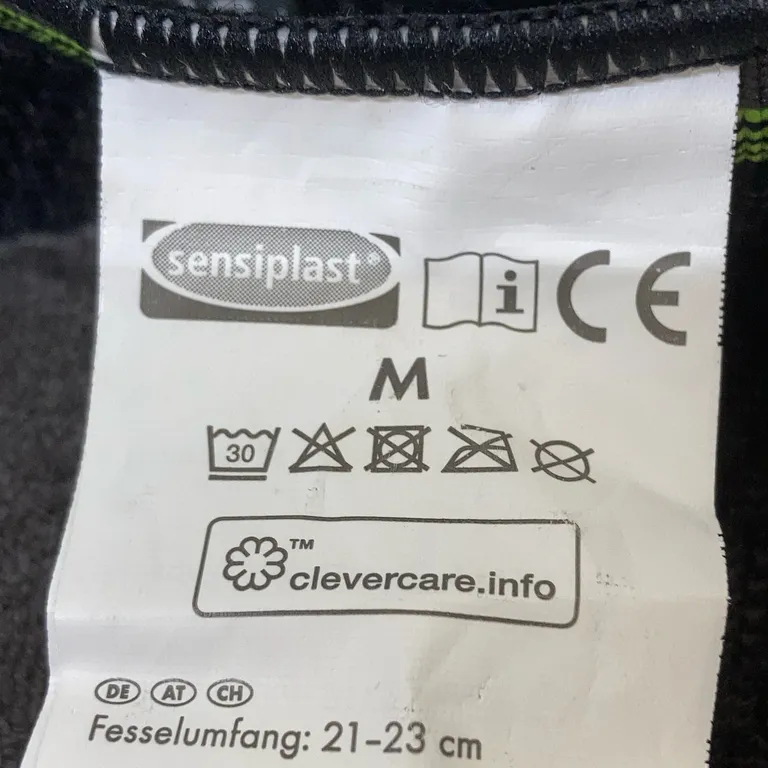 sensiplast®
i CE
M
30
™
clevercare.info
DE AT CH
Fesselumfang: 21-23 cm